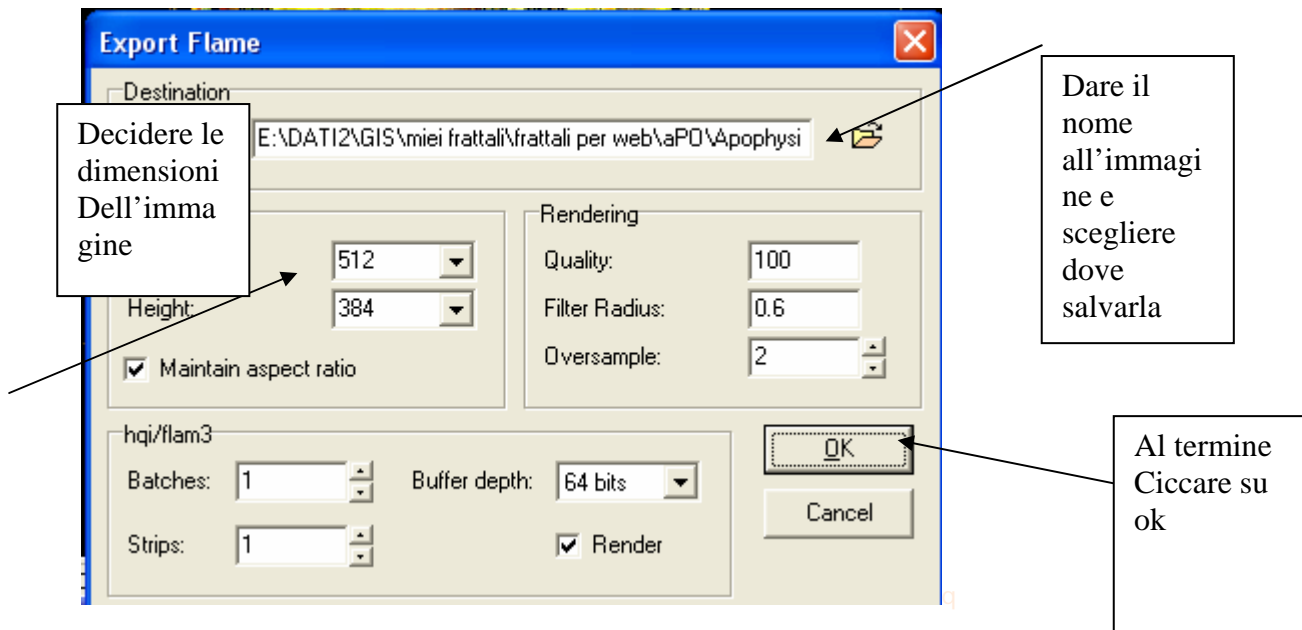 Export Flame
Destination
E:\DATI2\GIS\miei frattali\frattali per web\aPO\Apophysi
Decidere le
dimensioni
Dell’imma
gine
Dare il
nome
all’immagi
ne e
scegliere
dove
salvarla
512
Height:
384
Maintain aspect ratio
Rendering
Quality:
100
Filter Radius:
0.6
Oversample:
2
hqi/flam3
Batches:
1
Buffer depth:
64 bits
Strips:
1
Render
OK
Cancel
Al termine
Ciccare su
ok
q